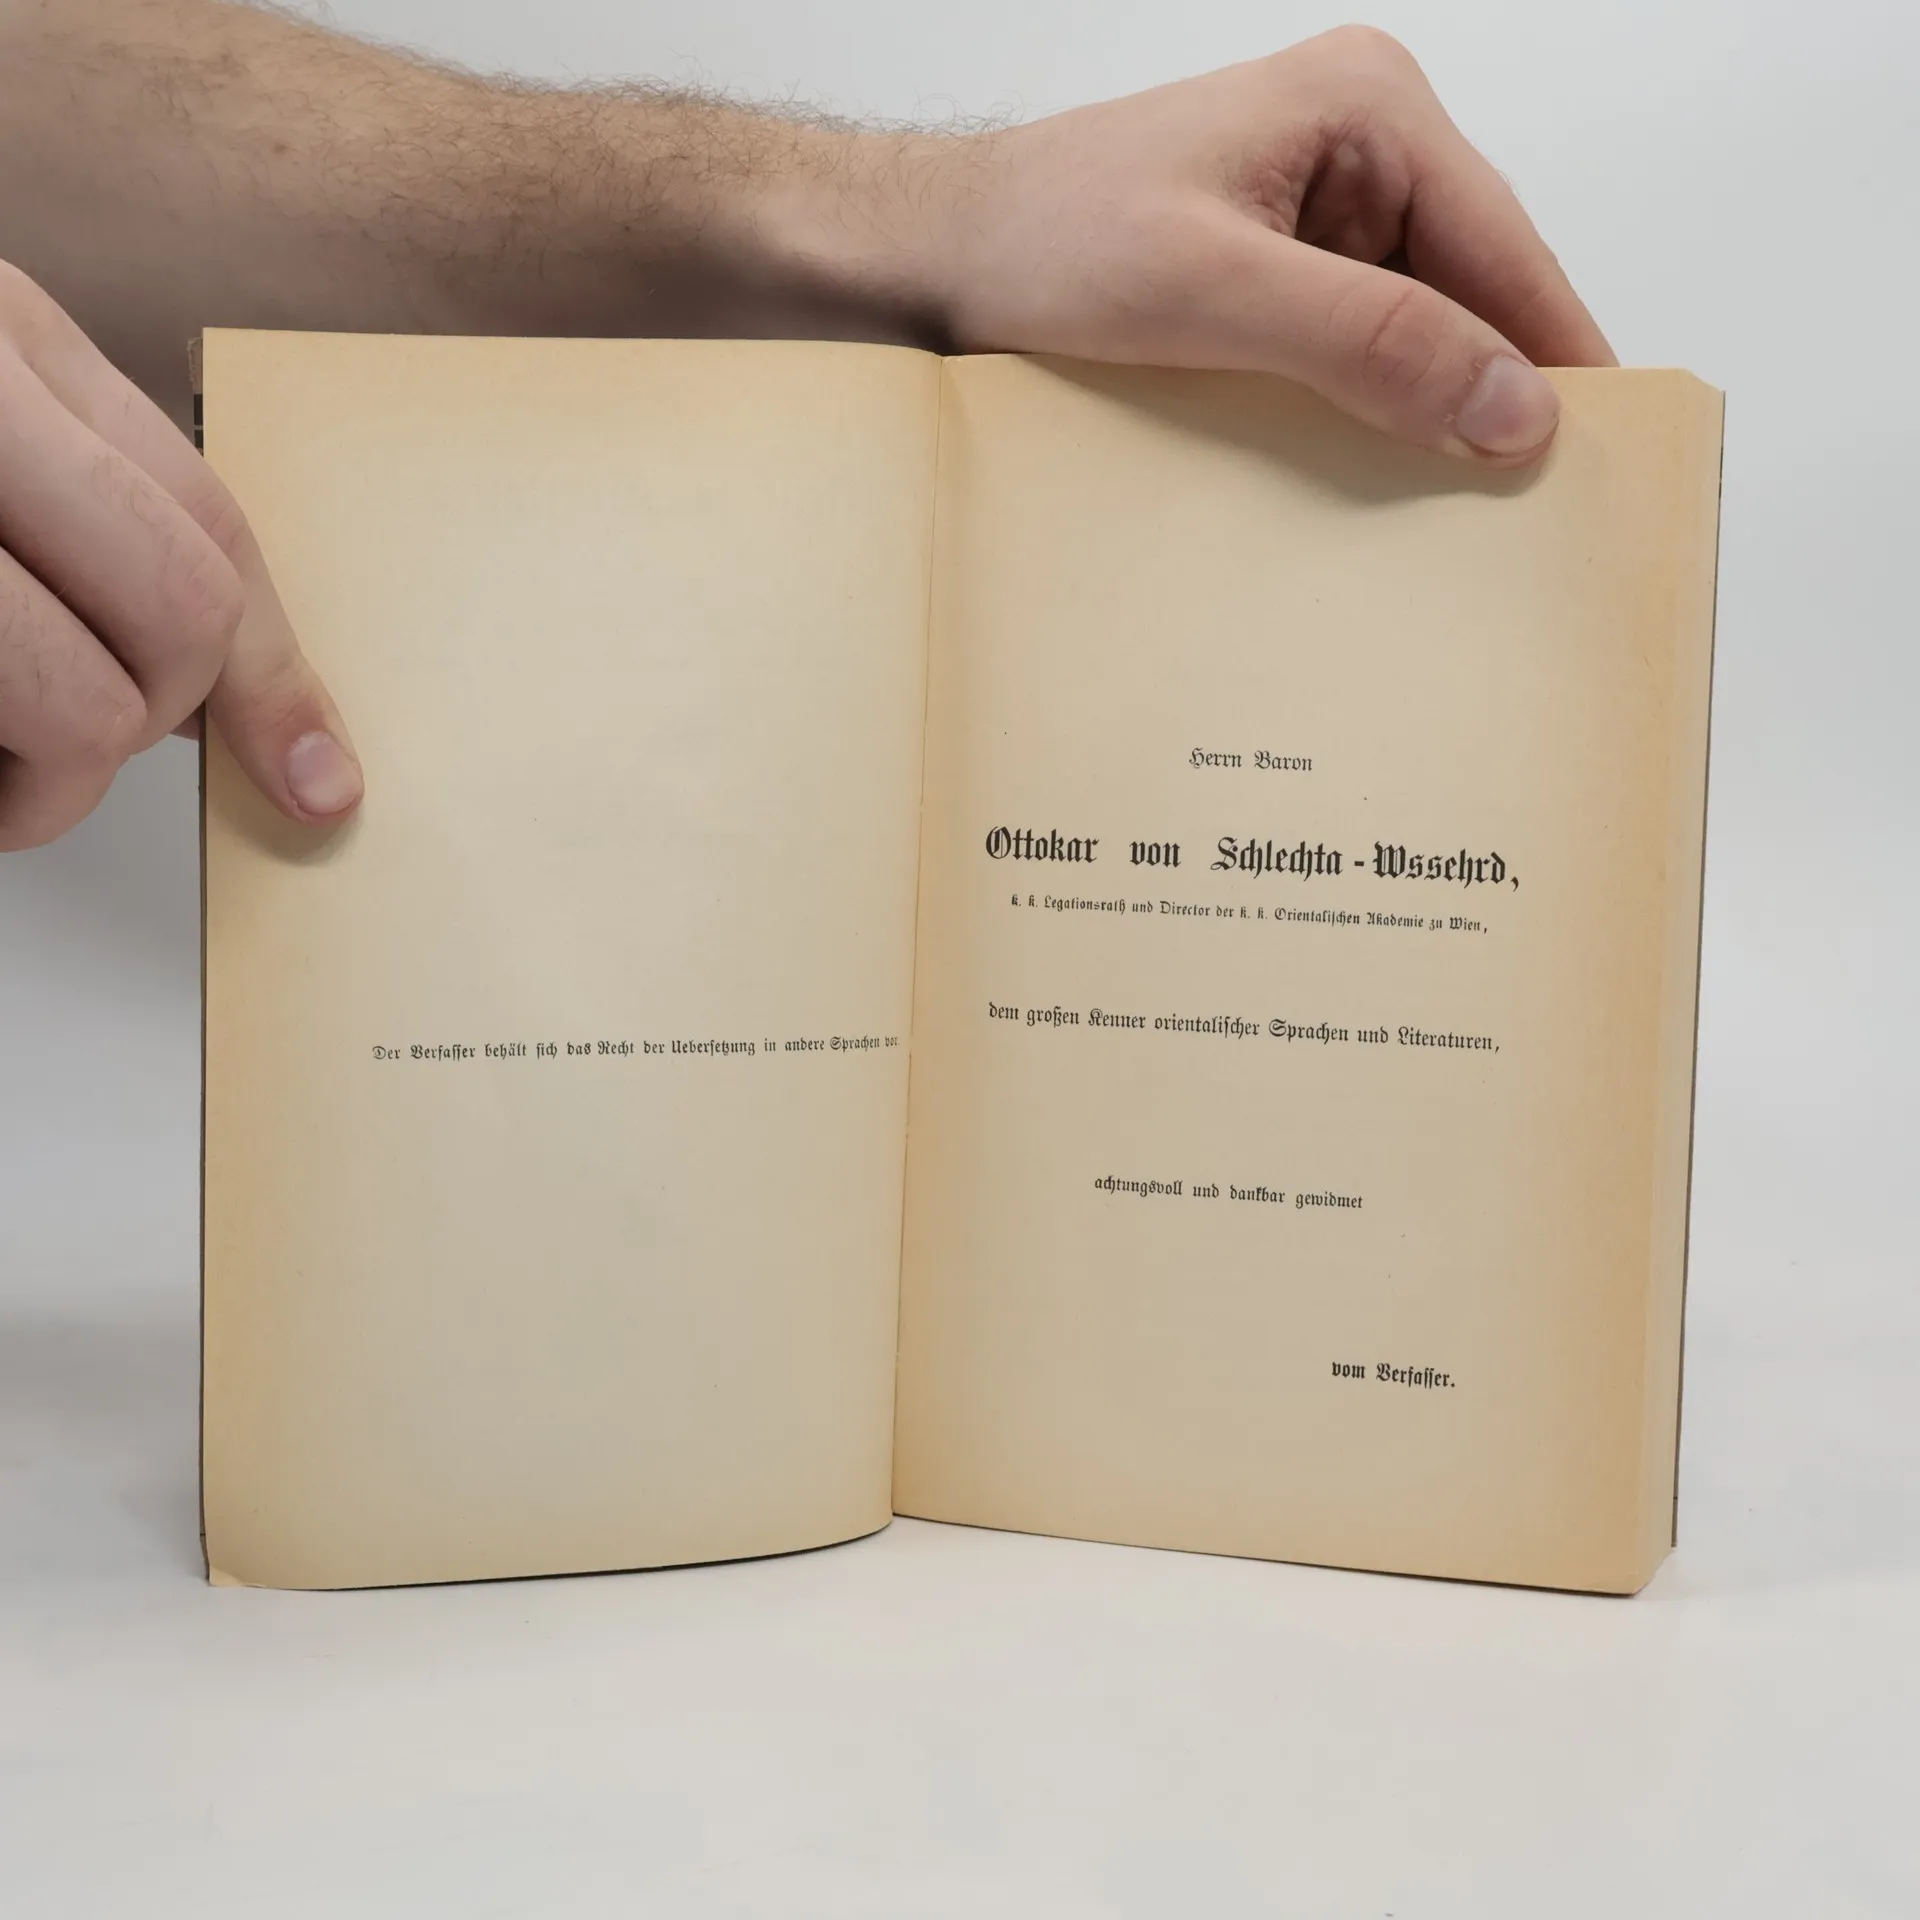 Der Verfasser behält sich das Recht der Uebersetzung in andere Sprachen vor.
Herrn Baron
Ottokar von Schlechta-Wssehrd,
k. k. Legationsrath und Director der k. k. Orientalischen Akademie zu Wien,
dem großen Kenner orientalischer Sprachen und Literaturen,
achtungsvoll und dankbar gewidmet
vom Verfasser.